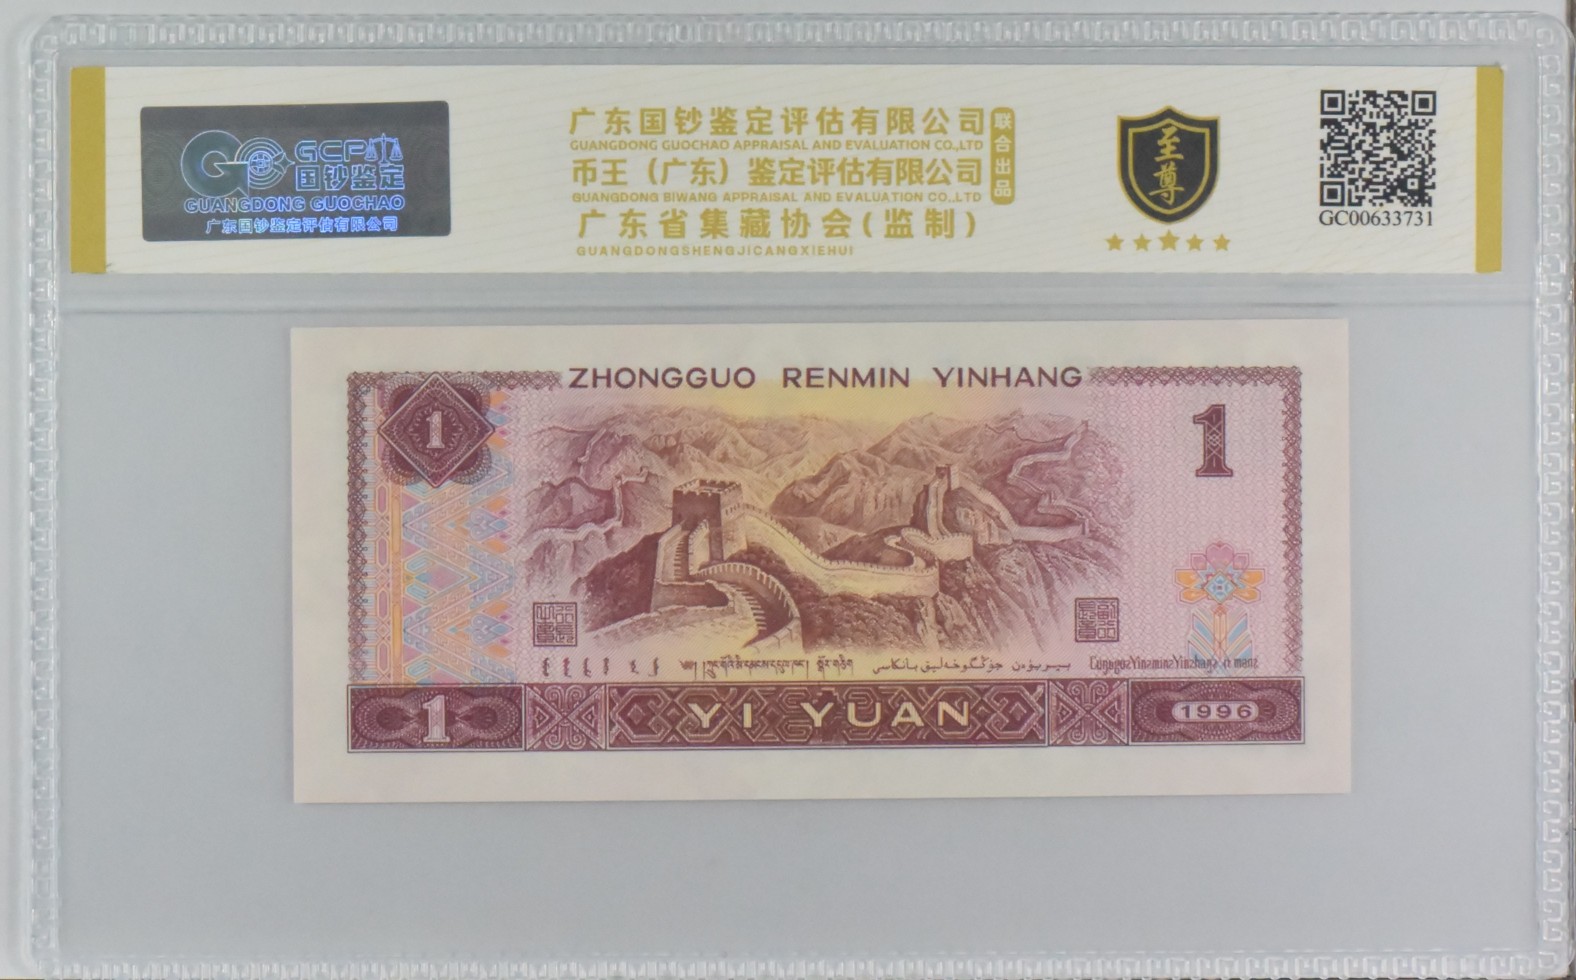 GCP
国钞鉴定
GUANGDONG GUOCHAO
广东国钞鉴定评估有限公司
广东国钞鉴定评估有限公司
GUANGDONG GUOCHAO APPRAISAL AND EVALUATION CO.,LTD
币王（广东）鉴定评估有限公司
GUANGDONG BIWANG APPRAISAL AND EVALUATION CO.,LTD
广东省集藏协会(监制)
GUANGDONGSHENGJICANGXIEHUI
联合出品
至尊
GC00633731
ZHONGGUO RENMIN YINHANG
1
1
1
YI YUAN
1996